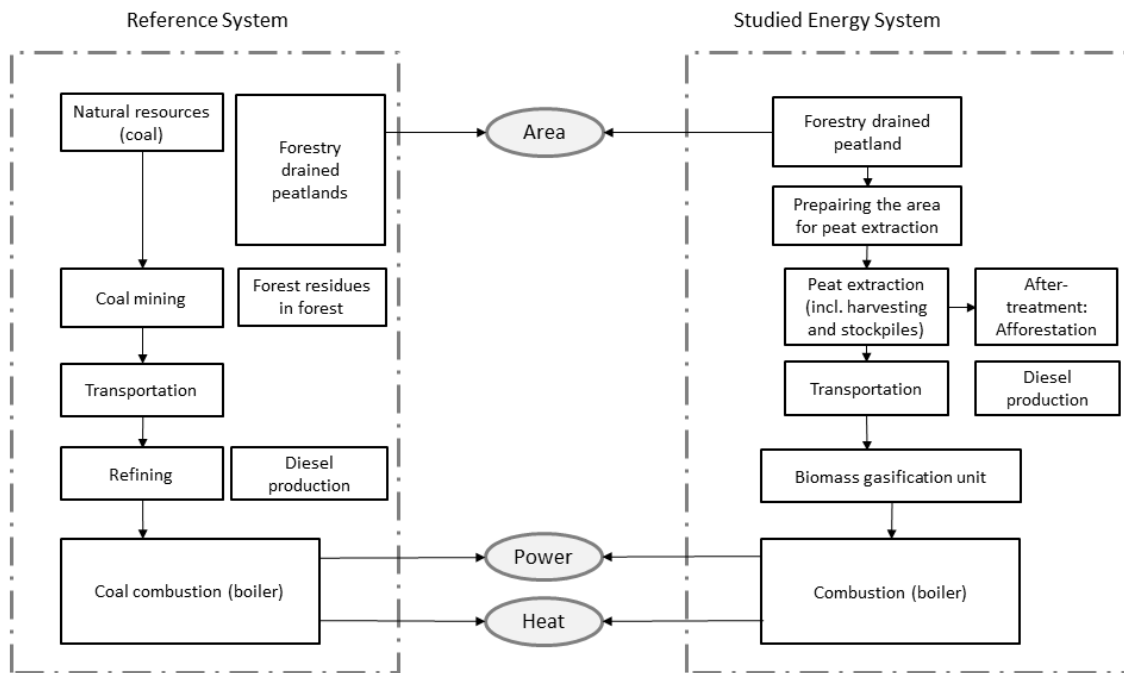 Reference System
Studied Energy System
Natural resources
(coal)
Forestry
drained
peatlands
Area
Forestry drained
peatland
Prepairing the area
for peat extraction
Coal mining
Forest residues
in forest
Peat extraction
(incl. harvesting
and stockpiles)
After-
treatment:
Afforestation
Transportation
Transportation
Diesel
production
Refining
Diesel
production
Biomass gasification unit
Coal combustion (boiler)
Power
Heat
Combustion (boiler)